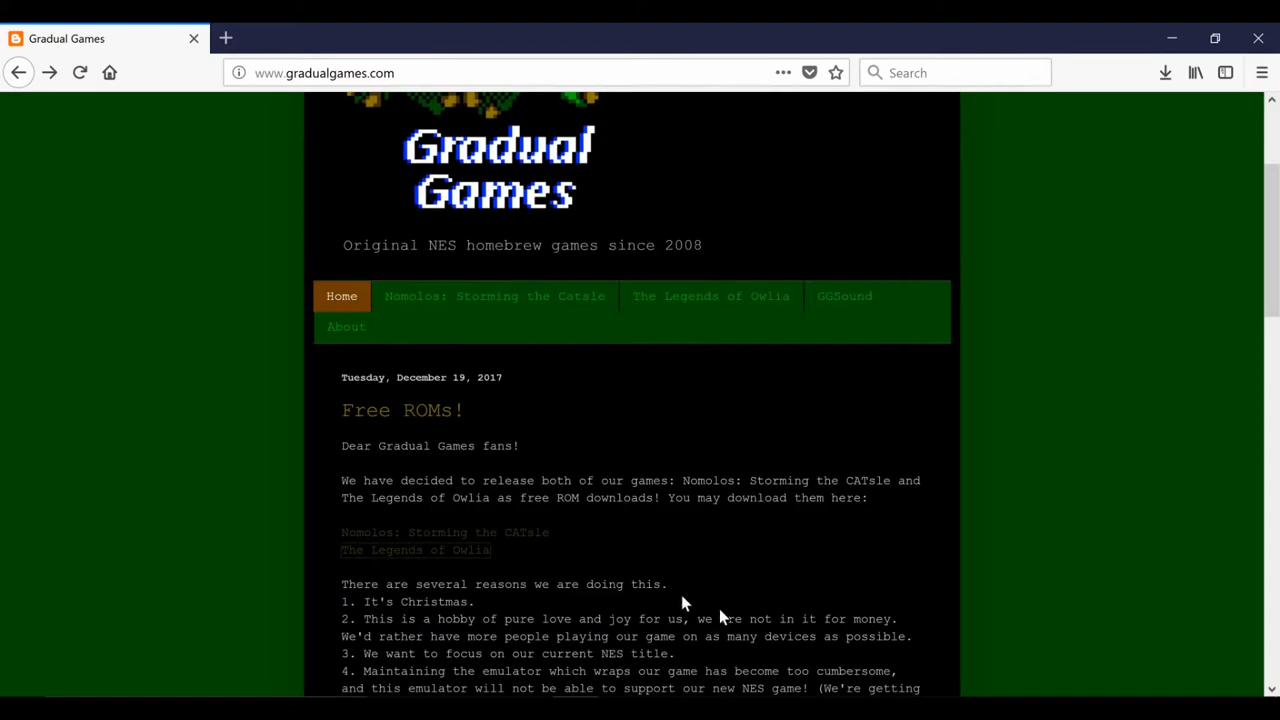 Gradual Games
www.gradualgames.com
Search
Gradual
Games
Original NES homebrew games since 2008
Home
Nomolos: Storming the Catsle
The Legends of Owlia
GGSound
About
Tuesday, December 19, 2017
Free ROMs!
Dear Gradual Games fans!
We have decided to release both of our games: Nomolos: Storming the CATsle and
The Legends of Owlia as free ROM downloads! You may download them here:
Nomolos: Storming the CATsle
The Legends of Owlia
There are several reasons we are doing this.
1. It's Christmas.
2. This is a hobby of pure love and joy for us, we are not in it for money.
We'd rather have more people playing our game on as many devices as possible.
3. We want to focus on our current NES title.
4. Maintaining the emulator which wraps our game has become too cumbersome,
and this emulator will not be able to support our new NES game! (We're getting